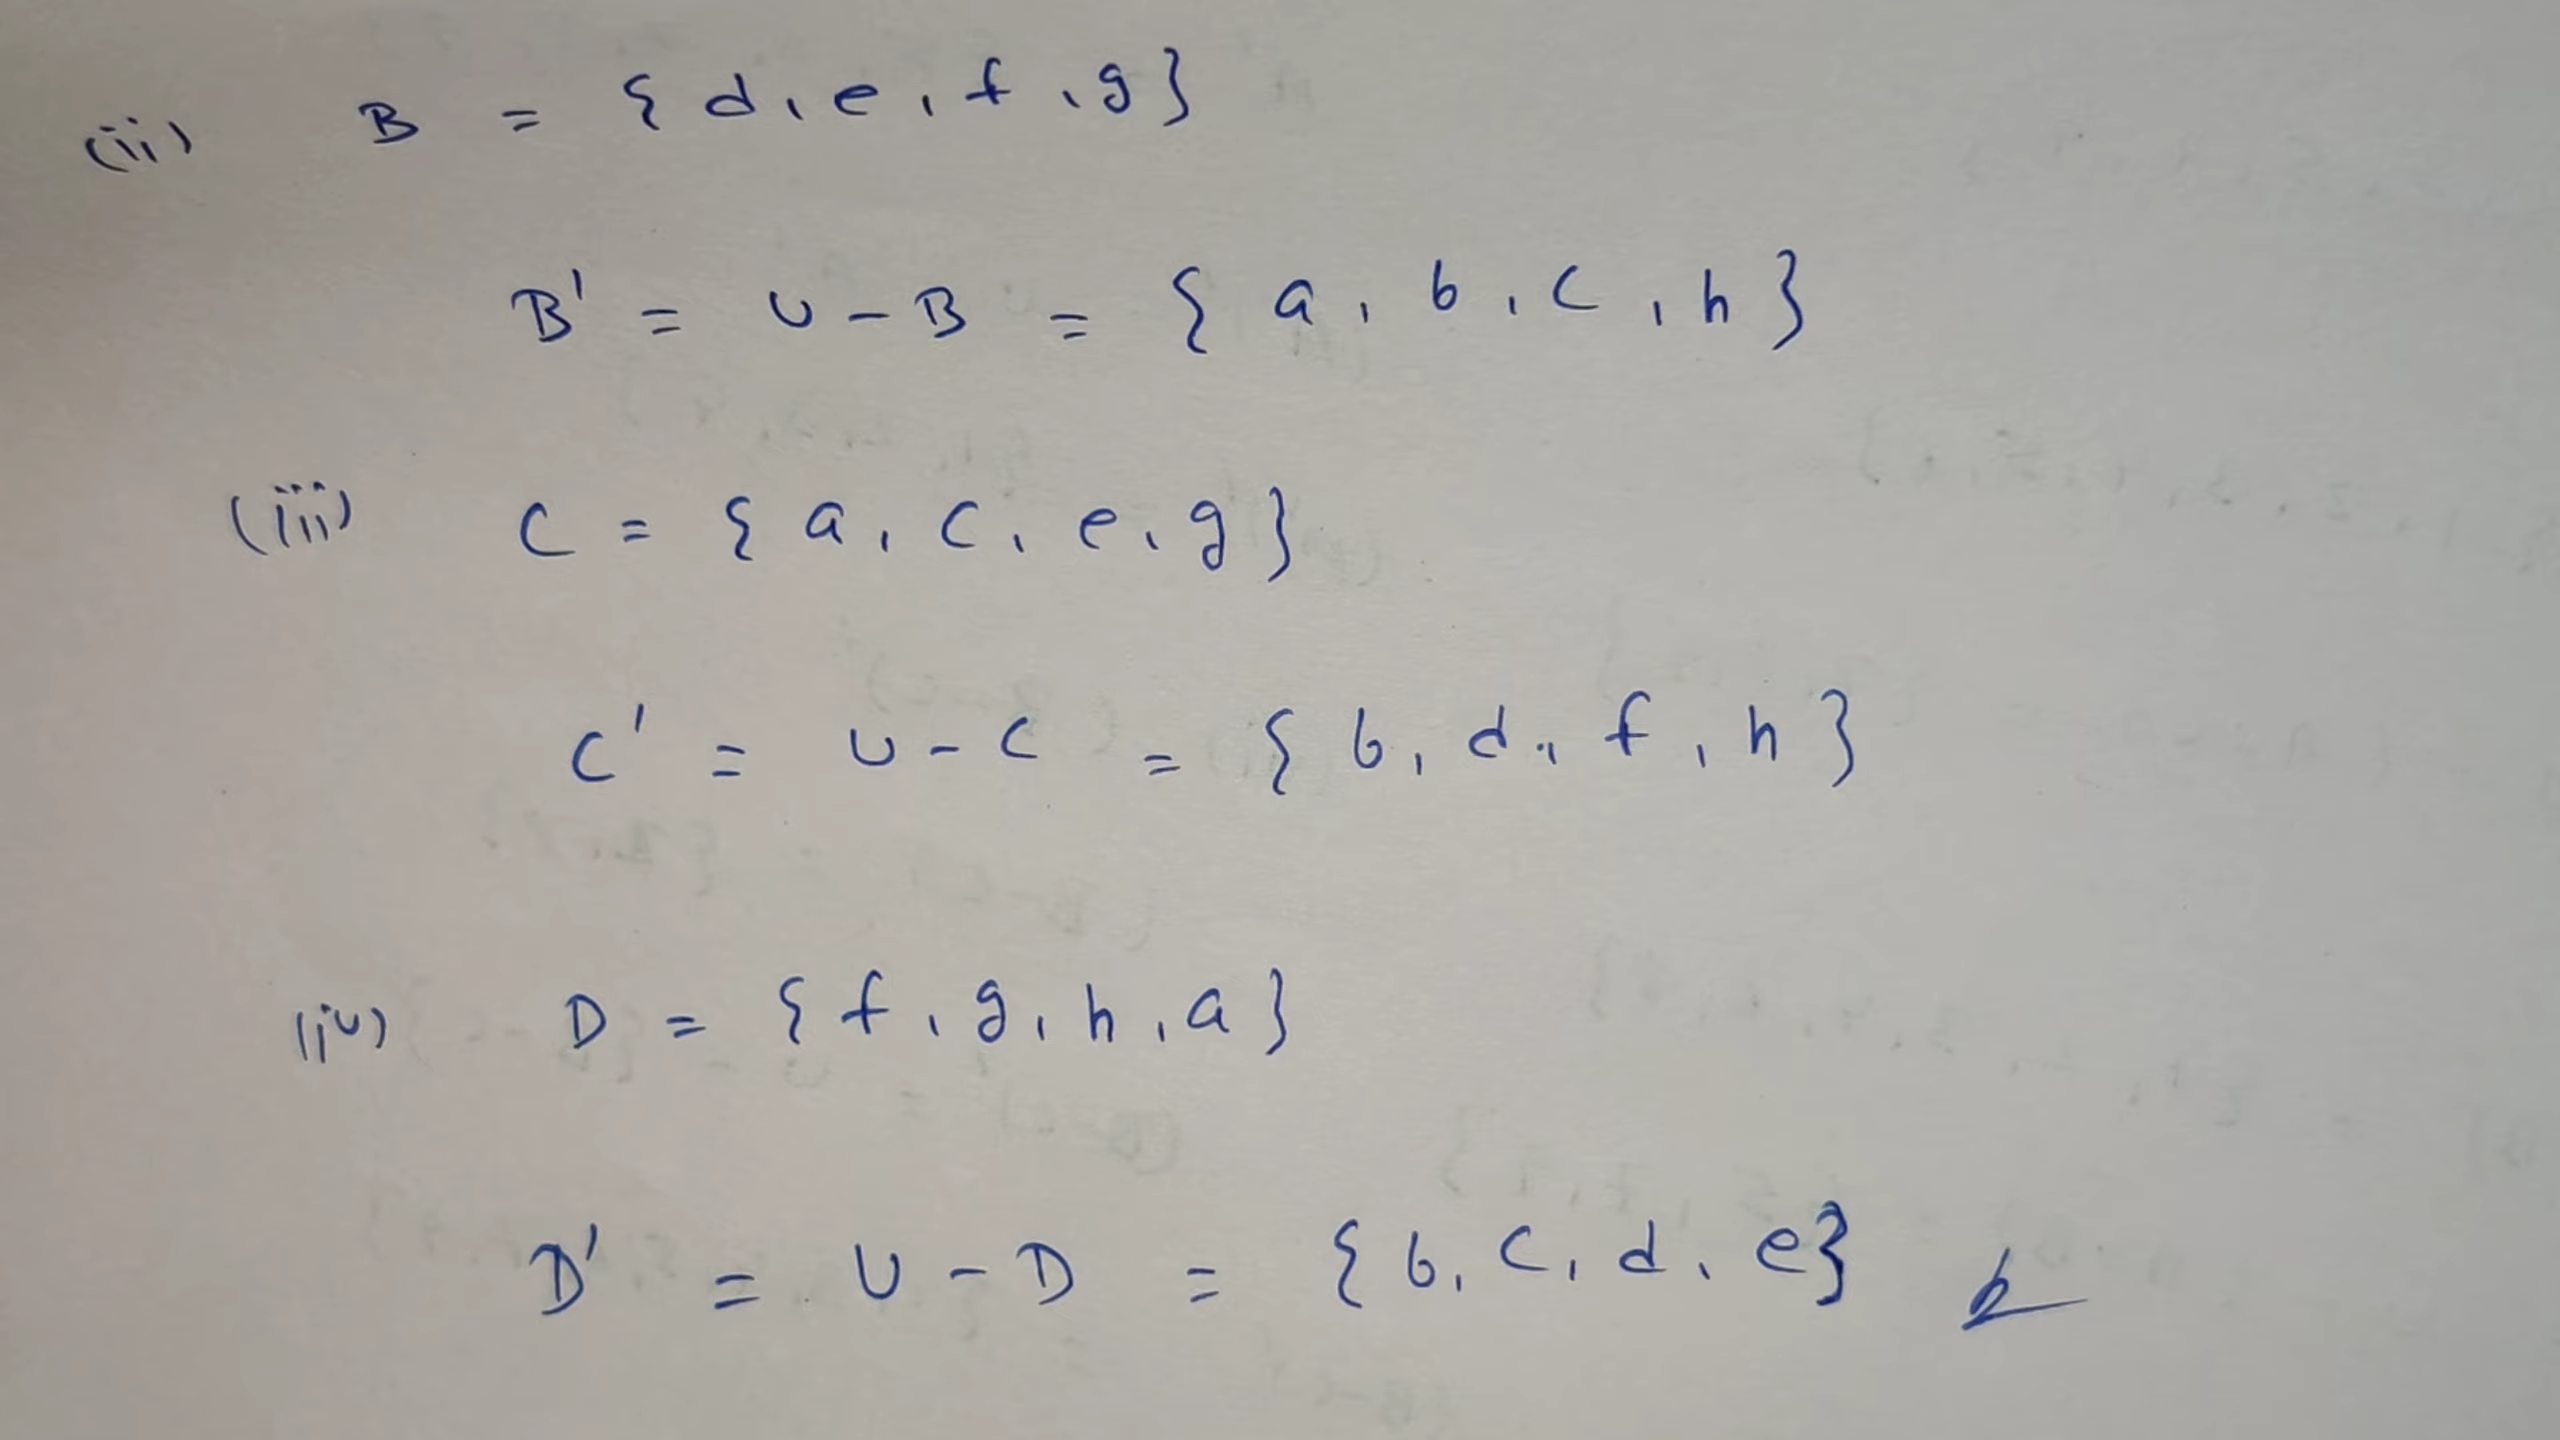 (ii) B = { d, e, f, g }
B' = U - B = { a, b, c, h }
(iii) C = { a, c, e, g }
C' = U - C = { b, d, f, h }
(iv) D = { f, g, h, a }
D' = U - D = { b, c, d, e }